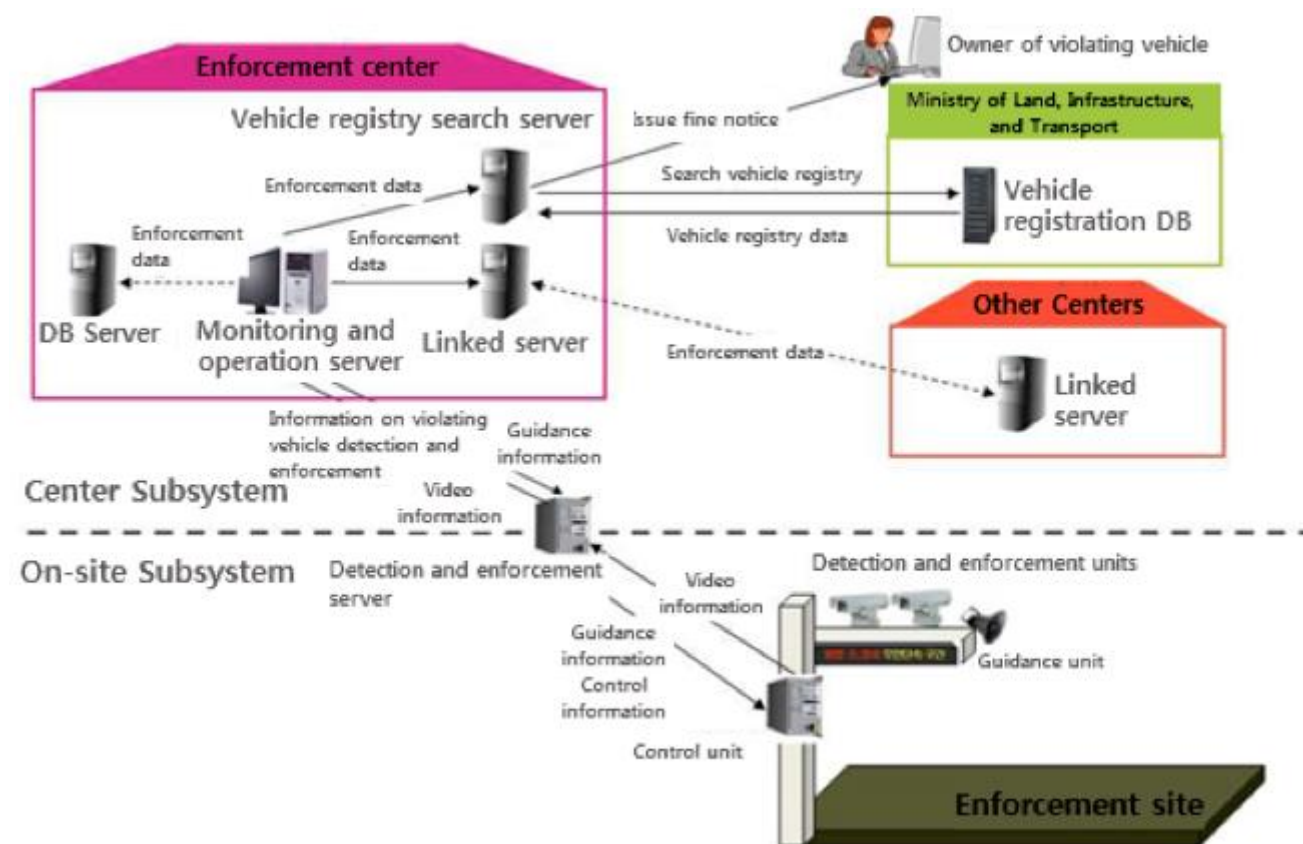 Enforcement center
Owner of violating vehicle
Ministry of Land, Infrastructure,
and Transport
Vehicle registry search server
Issue fine notice
Enforcement data
Search vehicle registry
Vehicle
registration DB
Vehicle registry data
Enforcement
data
Enforcement
data
DB Server
Monitoring and
operation server
Linked server
Other Centers
Enforcement data
Linked
server
Information on violating
vehicle detection and
enforcement
Guidance
information
Center Subsystem
Video
information
On-site Subsystem
Detection and enforcement
server
Video
information
Detection and enforcement units
Guidance
information
Control
information
Guidance unit
Control unit
Enforcement site